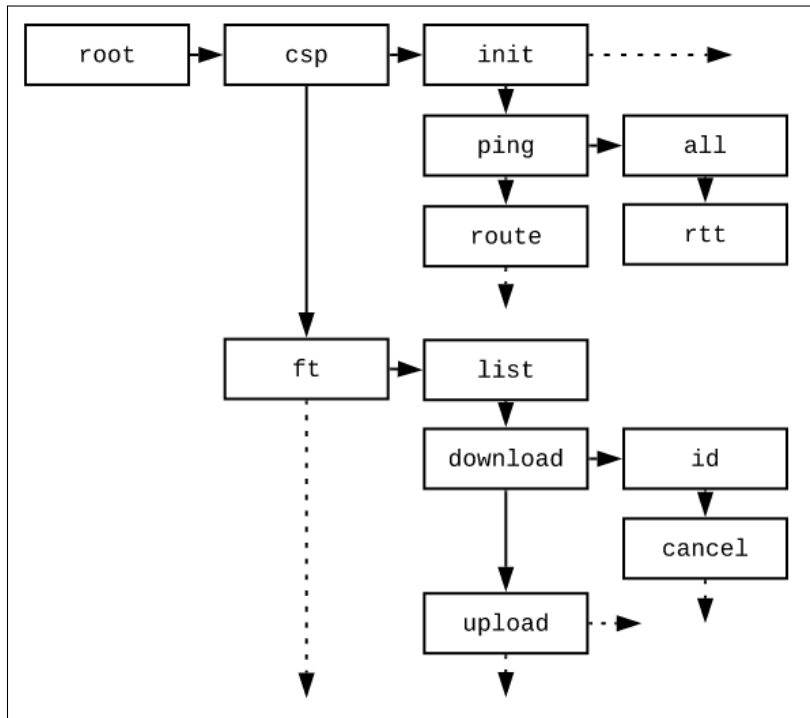 root
csp
init
ping
all
route
rtt
ft
list
download
id
cancel
upload